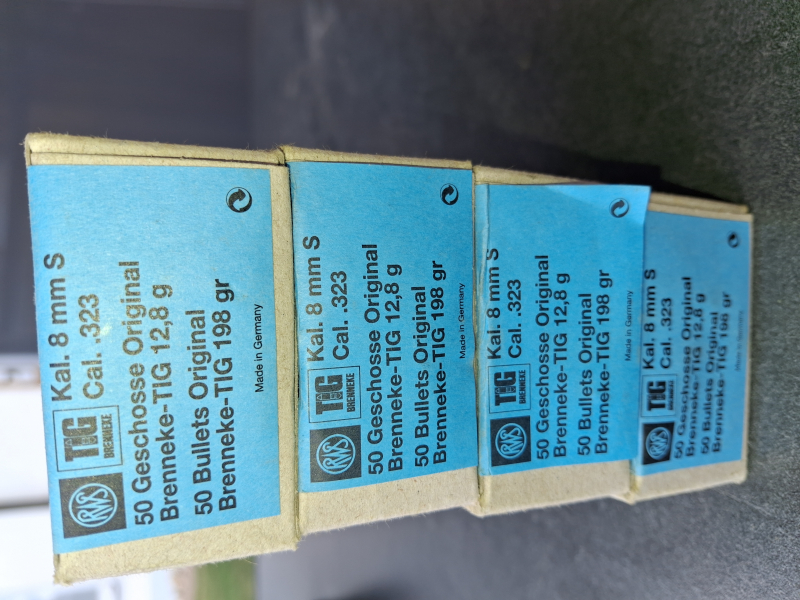 RWS
TIG
BRENNEKE
Kal. 8 mm S
Cal. .323
50 Geschosse Original
Brenneke-TIG 12,8 g
50 Bullets Original
Brenneke-TIG 198 gr
Made in Germany
RWS
TIG
BRENNEKE
Kal. 8 mm S
Cal. .323
50 Geschosse Original
Brenneke-TIG 12,8 g
50 Bullets Original
Brenneke-TIG 198 gr
Made in Germany
RWS
TIG
BRENNEKE
Kal. 8 mm S
Cal. .323
50 Geschosse Original
Brenneke-TIG 12,8 g
50 Bullets Original
Brenneke-TIG 198 gr
Made in Germany
RWS
TIG
BRENNEKE
Kal. 8 mm S
Cal. .323
50 Geschosse Original
Brenneke-TIG 12,8 g
50 Bullets Original
Brenneke-TIG 198 gr
Made in Germany